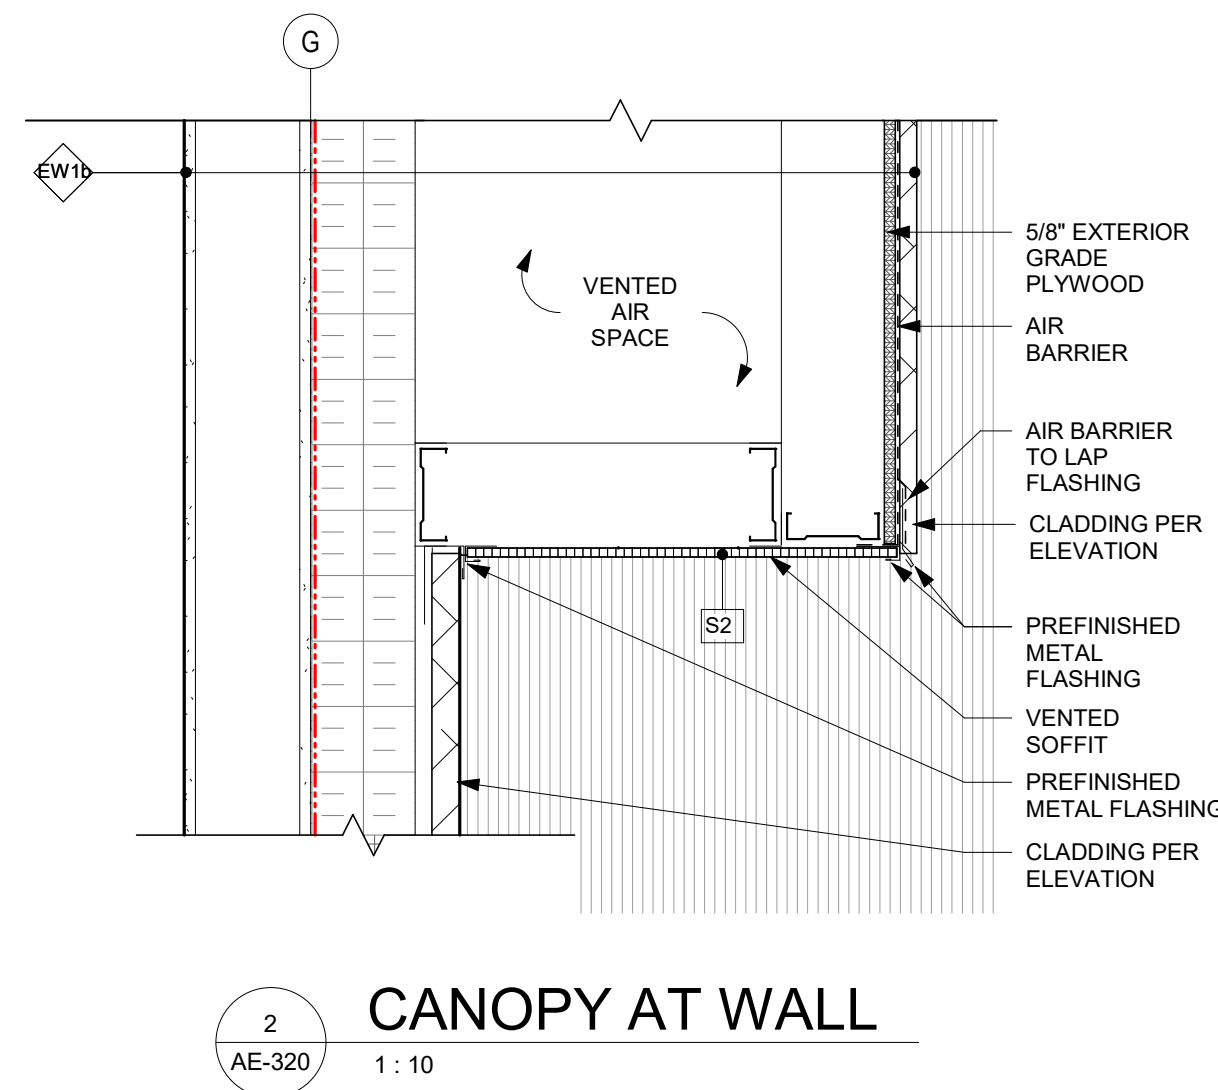 G
EW1b
VENTED
AIR
SPACE
5/8" EXTERIOR
GRADE
PLYWOOD
AIR
BARRIER
AIR BARRIER
TO LAP
FLASHING
CLADDING PER
ELEVATION
S2
PREFINISHED
METAL
FLASHING
VENTED
SOFFIT
PREFINISHED
METAL FLASHING
CLADDING PER
ELEVATION
2
AE-320
CANOPY AT WALL
1 : 10